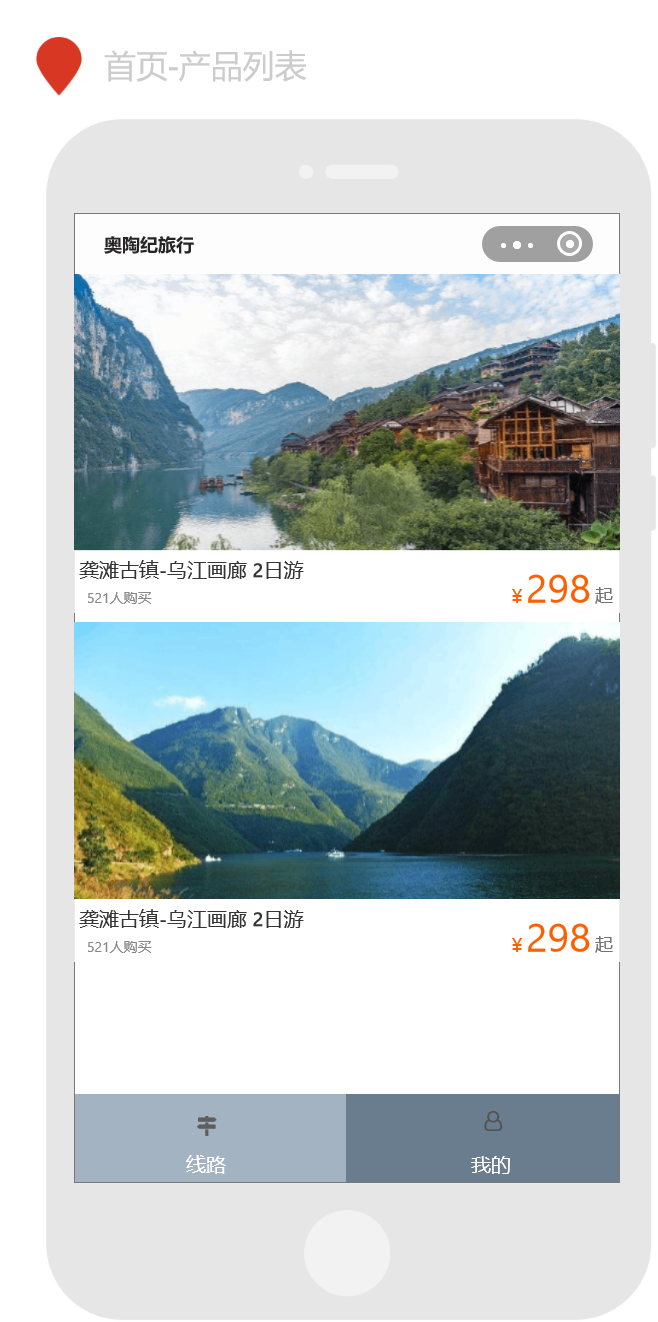 首页-产品列表
奥陶纪旅行
龚滩古镇-乌江画廊 2日游
521人购买
¥298起
龚滩古镇-乌江画廊 2日游
521人购买
¥298起
线路
我的